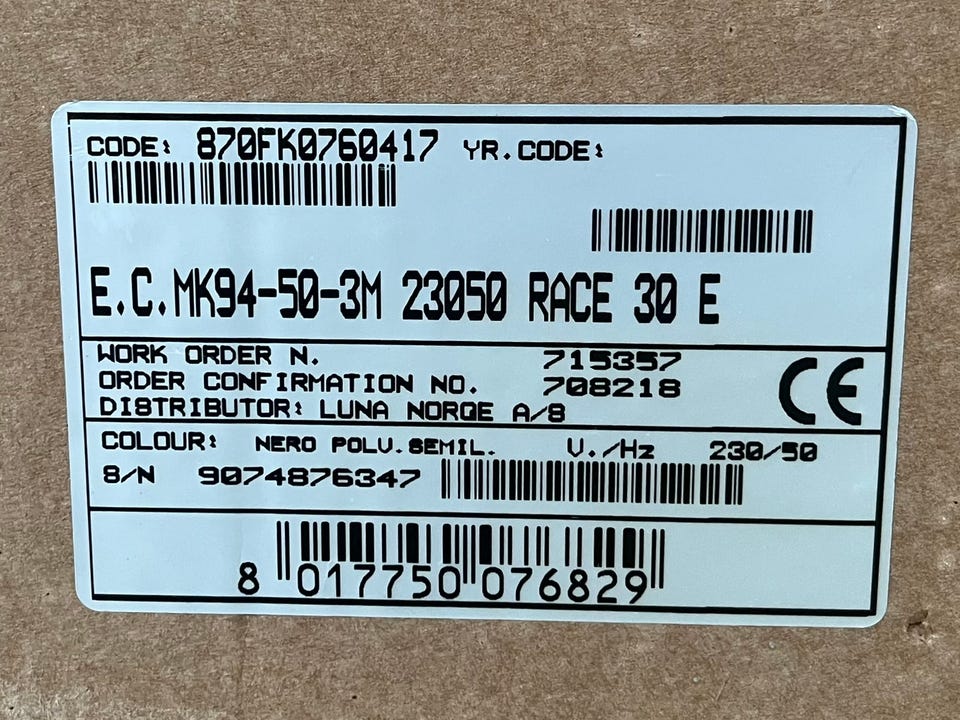 CODE: 870FK0760417 YR.CODE:
E.C.MK94-50-3M 23050 RACE 30 E
WORK ORDER N. 715357
ORDER CONFIRMATION NO. 708218
DISTRIBUTOR: LUNA NORGE A/S
CE
COLOUR: NERO POLV.SEMIL. V./Hz 230/50
S/N 9074876347
8 017750 076829